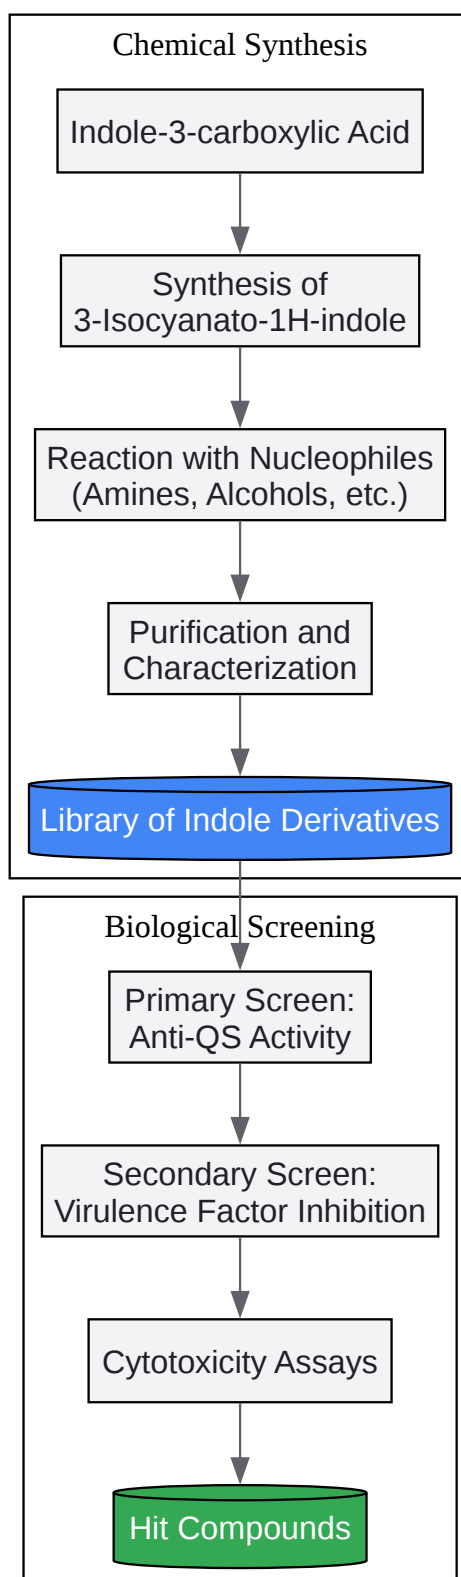 Chemical Synthesis
Indole-3-carboxylic Acid
Synthesis of
3-Isocyanato-1H-indole
Reaction with Nucleophiles
(Amines, Alcohols, etc.)
Purification and
Characterization
Library of Indole Derivatives
Biological Screening
Primary Screen:
Anti-QS Activity
Secondary Screen:
Virulence Factor Inhibition
Cytotoxicity Assays
Hit Compounds